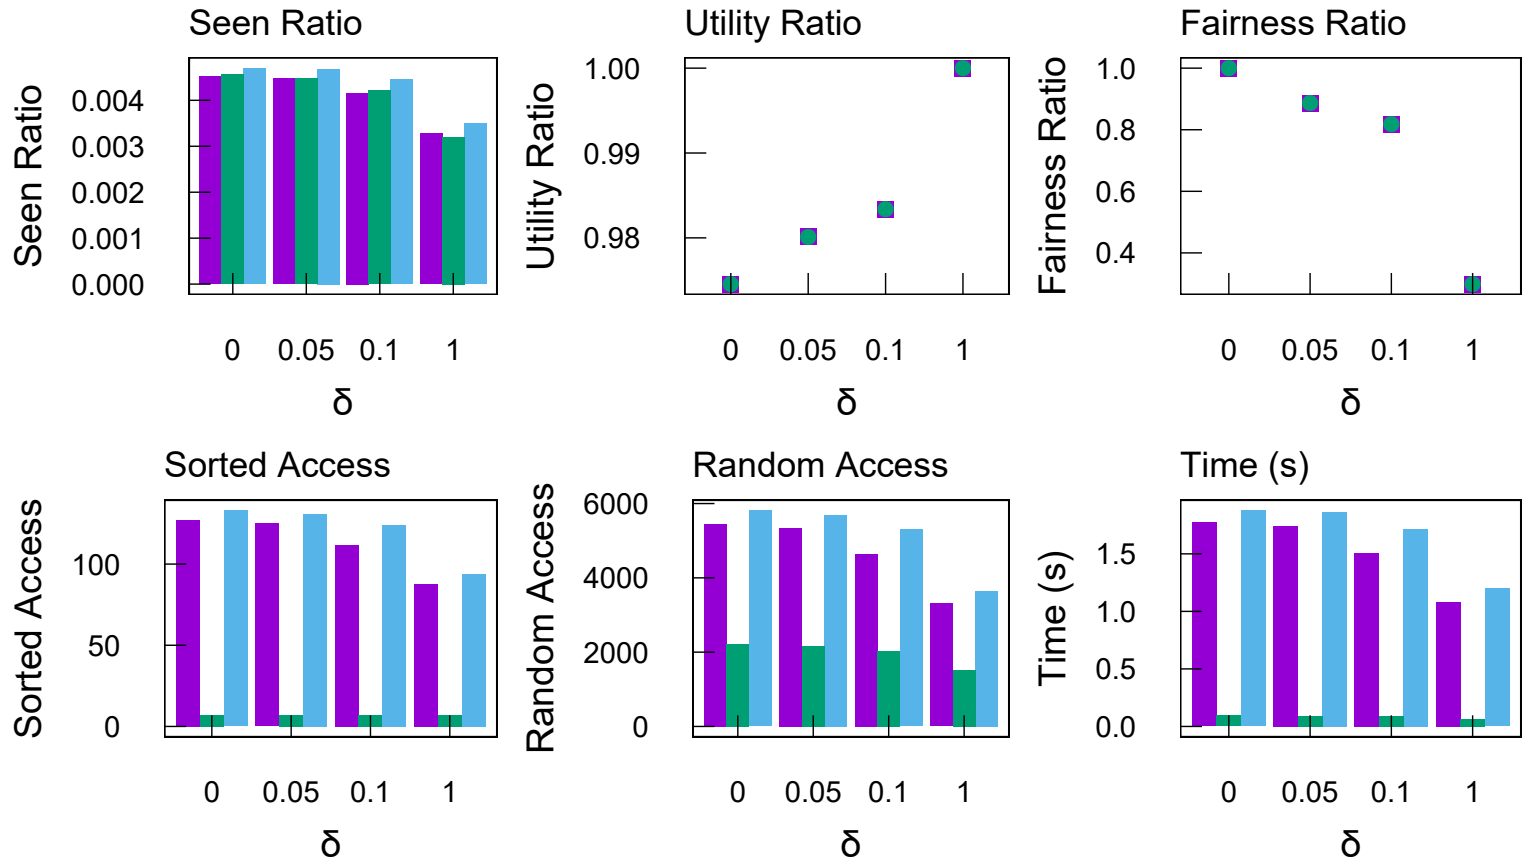 Seen Ratio
Seen Ratio
0.004
0.003
0.002
0.001
0.000
0 0.05 0.1 1
δ
Utility Ratio
Utility Ratio
1.00
0.99
0.98
0 0.05 0.1 1
δ
Fairness Ratio
Fairness Ratio
1.0
0.8
0.6
0.4
0 0.05 0.1 1
δ
Sorted Access
Sorted Access
100
50
0
0 0.05 0.1 1
δ
Random Access
Random Access
6000
4000
2000
0
0 0.05 0.1 1
δ
Time (s)
Time (s)
1.5
1.0
0.5
0.0
0 0.05 0.1 1
δ